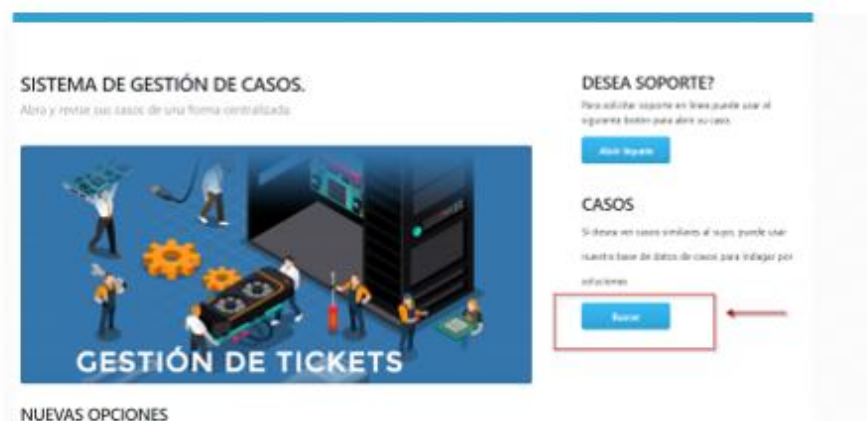 SISTEMA DE GESTIÓN DE CASOS.
Abra y revise sus casos de una forma centralizada
GESTIÓN DE TICKETS
NUEVAS OPCIONES
DESEA SOPORTE?
Para solicitar soporte en linea puede usar el
siguiente boton para abrir su caso.
Abrir Soporte
CASOS
Si desea ver casos similares al suyo, puede usar
nuestra base de datos de casos para indagar por
soluciones
Buscar